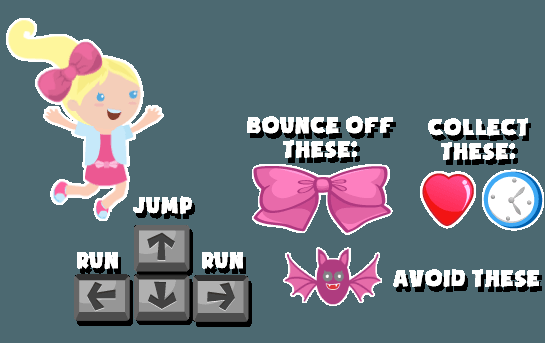 BOUNCE OFF
THESE:
COLLECT
THESE:
JUMP
RUN
RUN
AVOID THESE